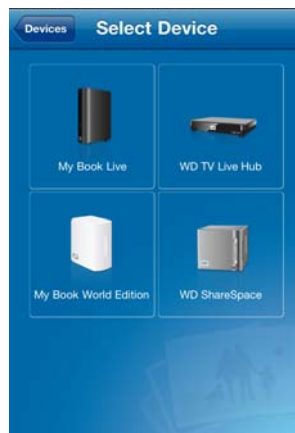 Devices
Select Device
My Book Live
WD TV Live Hub
My Book World Edition
WD ShareSpace